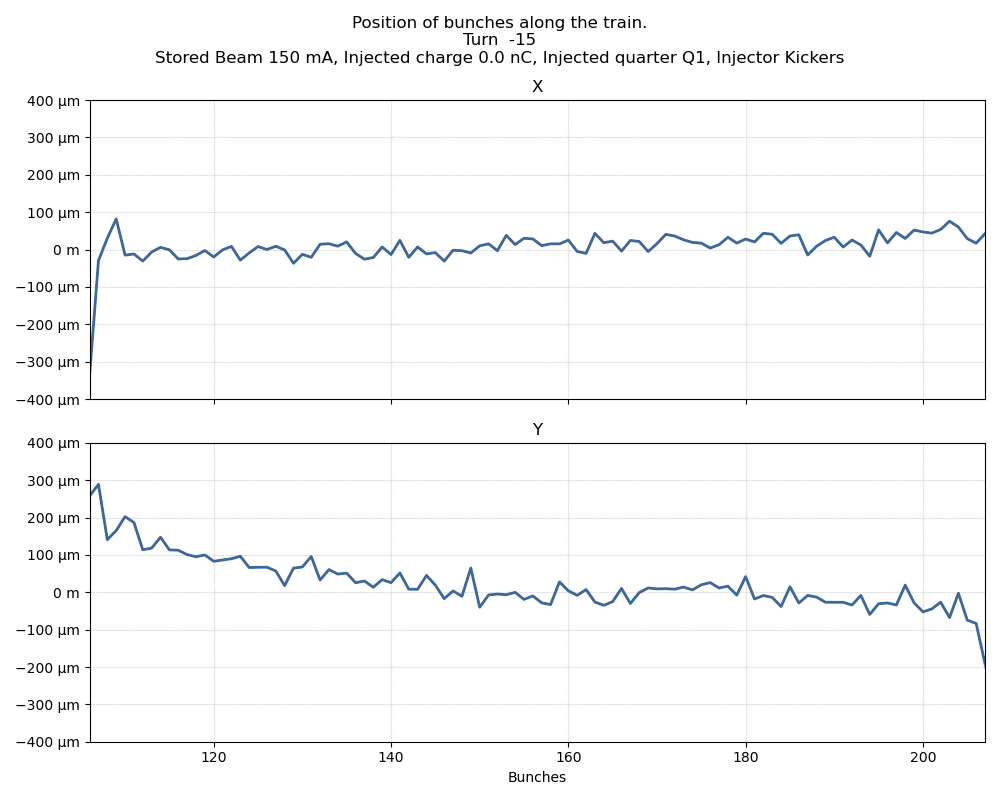 Position of bunches along the train.
Turn  -15
Stored Beam 150 mA, Injected charge 0.0 nC, Injected quarter Q1, Injector Kickers
X
400 µm
300 µm
200 µm
100 µm
0 m
−100 µm
−200 µm
−300 µm
−400 µm
Y
400 µm
300 µm
200 µm
100 µm
0 m
−100 µm
−200 µm
−300 µm
−400 µm
120 140 160 180 200
Bunches